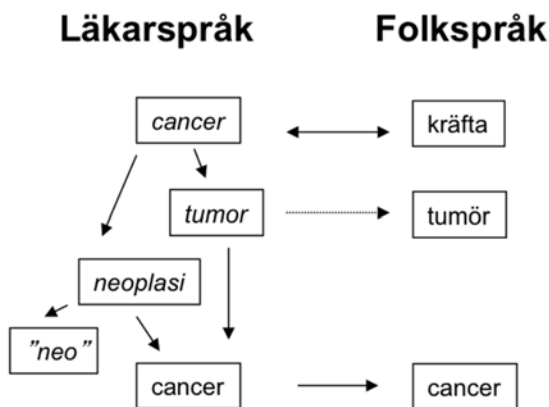 Läkarspråk
Folkspråk
cancer
kräfta
tumor
tumör
neoplasi
"neo"
cancer
cancer